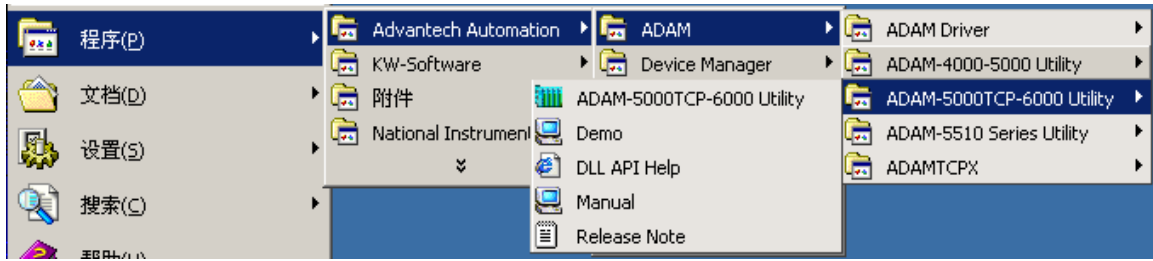 程序(P)
文档(D)
设置(S)
搜索(C)
帮助(H)
Advantech Automation
KW-Software
附件
National Instrument
ADAM
Device Manager
ADAM Driver
ADAM-4000-5000 Utility
ADAM-5000TCP-6000 Utility
ADAM-5510 Series Utility
ADAMTCPX
ADAM-5000TCP-6000 Utility
Demo
DLL API Help
Manual
Release Note